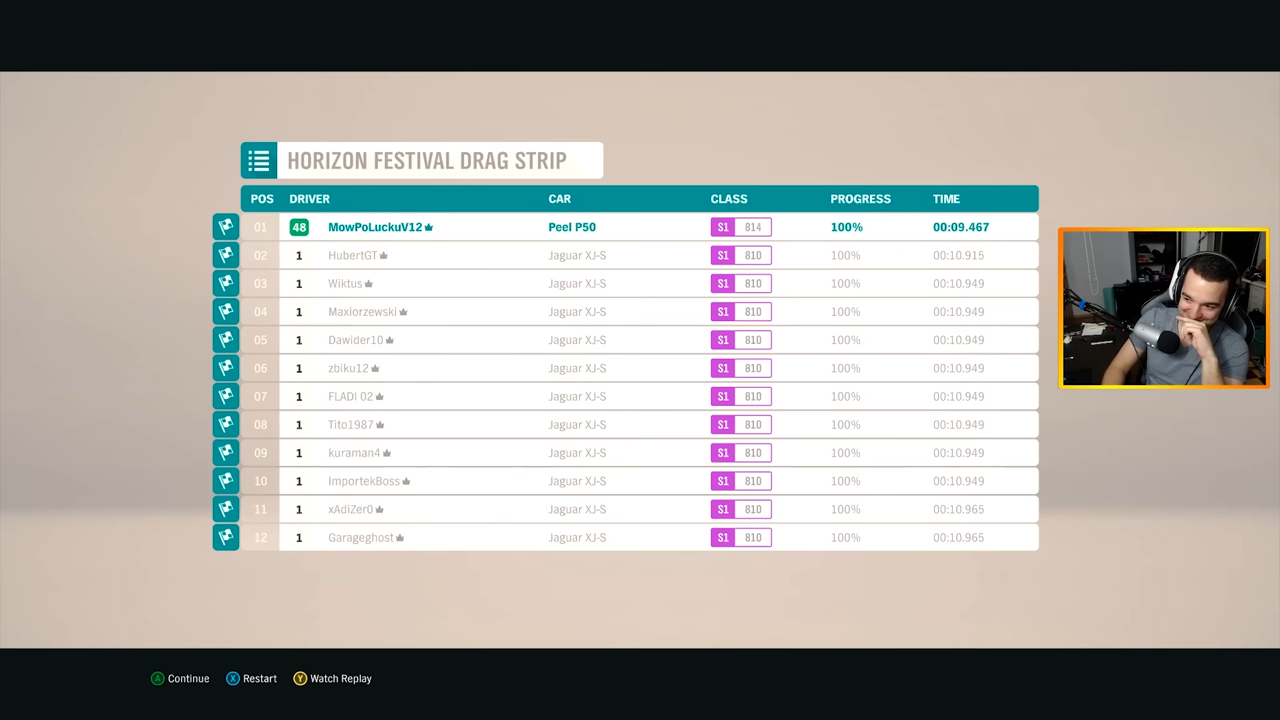 HORIZON FESTIVAL DRAG STRIP
POS DRIVER CAR CLASS PROGRESS TIME
01 48 MowPoLuckuV12 Peel P50 S1 814 100% 00:09.467
02 1 HubertGT Jaguar XJ-S S1 810 100% 00:10.915
03 1 Wiktus Jaguar XJ-S S1 810 100% 00:10.949
04 1 Maxiorzewski Jaguar XJ-S S1 810 100% 00:10.949
05 1 Dawider10 Jaguar XJ-S S1 810 100% 00:10.949
06 1 zbiku12 Jaguar XJ-S S1 810 100% 00:10.949
07 1 FLADI 02 Jaguar XJ-S S1 810 100% 00:10.949
08 1 Tito1987 Jaguar XJ-S S1 810 100% 00:10.949
09 1 kuraman4 Jaguar XJ-S S1 810 100% 00:10.949
10 1 ImportekBoss Jaguar XJ-S S1 810 100% 00:10.949
11 1 xAdiZer0 Jaguar XJ-S S1 810 100% 00:10.965
12 1 Garageghost Jaguar XJ-S S1 810 100% 00:10.965
A Continue X Restart Y Watch Replay